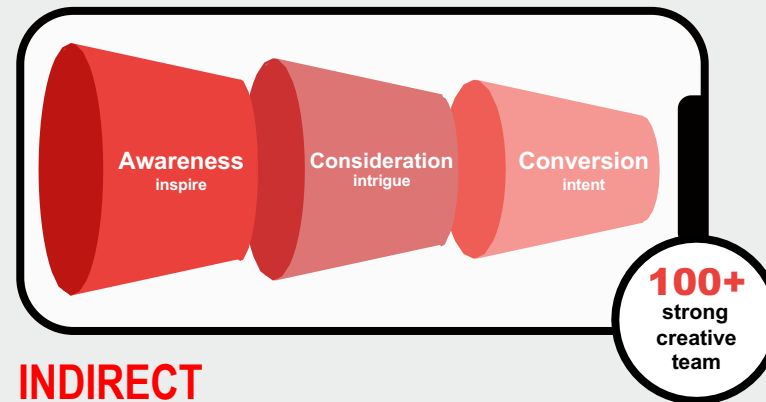 Awareness
inspire
Consideration
intrigue
Conversion
intent
100+
strong
creative
team
INDIRECT